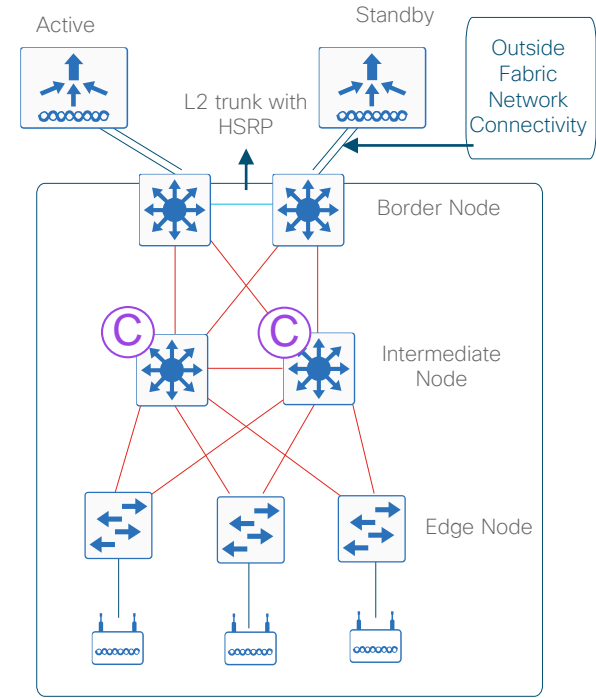 Active
Standby
Outside
Fabric
Network
Connectivity
L2 trunk with
HSRP
Border Node
C
C
Intermediate
Node
Edge Node